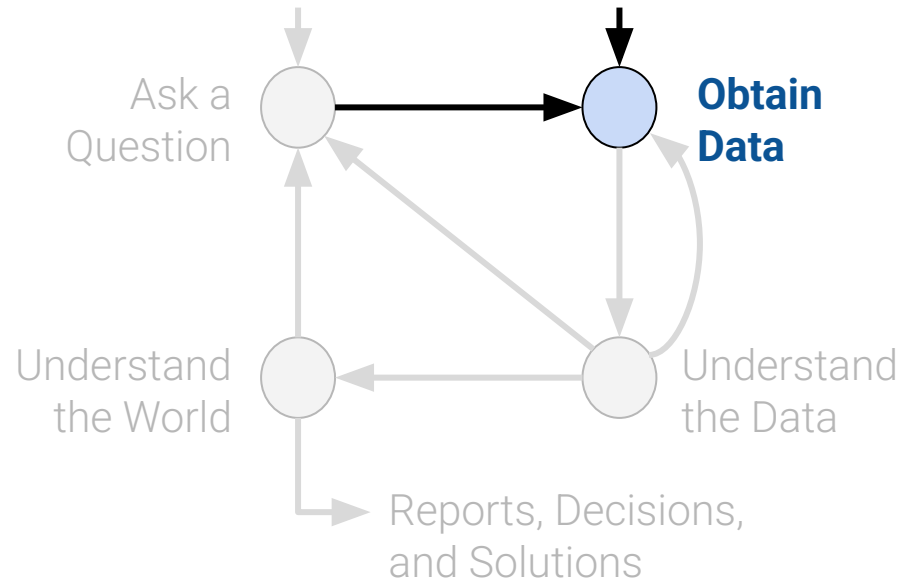 Ask a
Question
Obtain
Data
Understand
the World
Understand
the Data
Reports, Decisions,
and Solutions